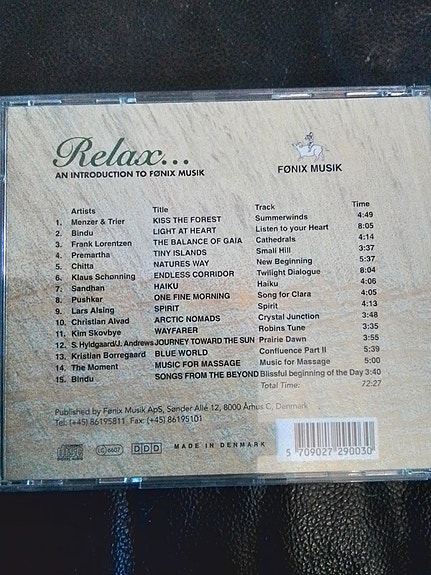 Relax...
AN INTRODUCTION TO FØNIX MUSIK
FØNIX MUSIK
Artists Title Track Time
1. Menzer & Trier KISS THE FOREST Summerwinds 4:49
2. Bindu LIGHT AT HEART Listen to your Heart 8:05
3. Frank Lorentzen THE BALANCE OF GAIA Cathedrals 4:14
4. Premartha TINY ISLANDS Small Hill 3:37
5. Chitta NATURES WAY New Beginning 5:37
6. Klaus Schønning ENDLESS CORRIDOR Twilight Dialogue 8:04
7. Sandhan HAIKU Haiku 4:06
8. Pushkar ONE FINE MORNING Song for Clara 4:05
9. Lars Alsing SPIRIT Spirit 4:13
10. Christian Alvad ARCTIC NOMADS Crystal Junction 3:48
11. Kim Skovbye WAYFARER Robins Tune 3:35
12. S. Hyldgaard/J. Andrews JOURNEY TOWARD THE SUN Prairie Dawn 3:55
13. Kristian Borregaard BLUE WORLD Confluence Part II 5:39
14. The Moment MUSIC FOR MASSAGE Music for Massage 5:00
15. Bindu SONGS FROM THE BEYOND Blissful beginning of the Day 3:40
Total Time: 72:27
Published by Fønix Musik ApS, Sønder Allé 12, 8000 Århus C, Denmark
Tel: (+45) 86195811. Fax: (+45) 86195101
COMPACT disc DIGITAL AUDIO LC 6607 DDD MADE IN DENMARK
5 709027 290030